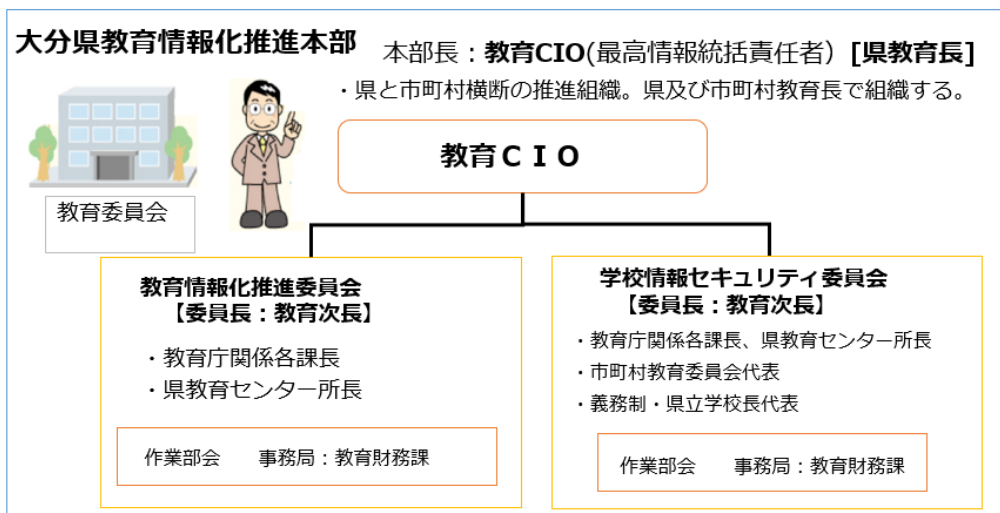 大分県教育情報化推進本部
本部長：教育CIO(最高情報統括責任者）[県教育長]
・県と市町村横断の推進組織。県及び市町村教育長で組織する。
教育ＣＩＯ
教育委員会
教育情報化推進委員会
【委員長：教育次長】
・教育庁関係各課長
・県教育センター所長
作業部会　　事務局：教育財務課
学校情報セキュリティ委員会
【委員長：教育次長】
・教育庁関係各課長、県教育センター所長
・市町村教育委員会代表
・義務制・県立学校長代表
作業部会　　事務局：教育財務課